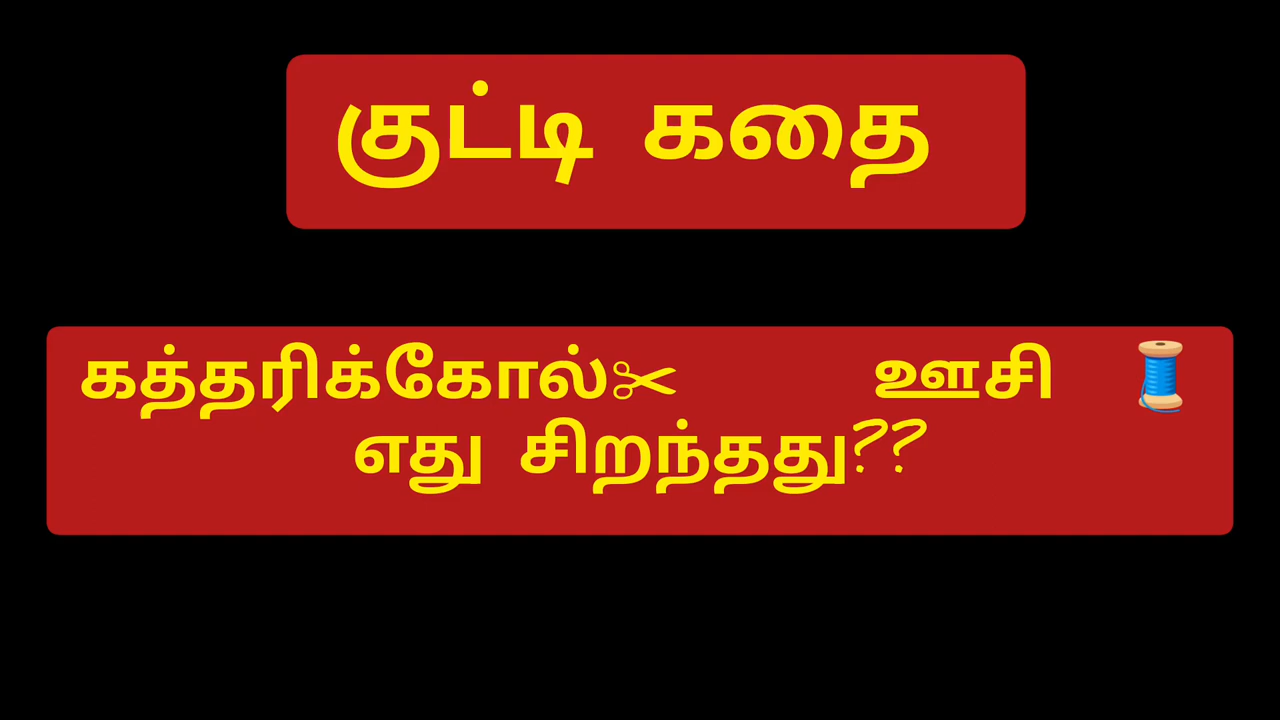 குட்டி கதை
கத்தரிக்கோல்✂ ஊசி 🧵
எது சிறந்தது??